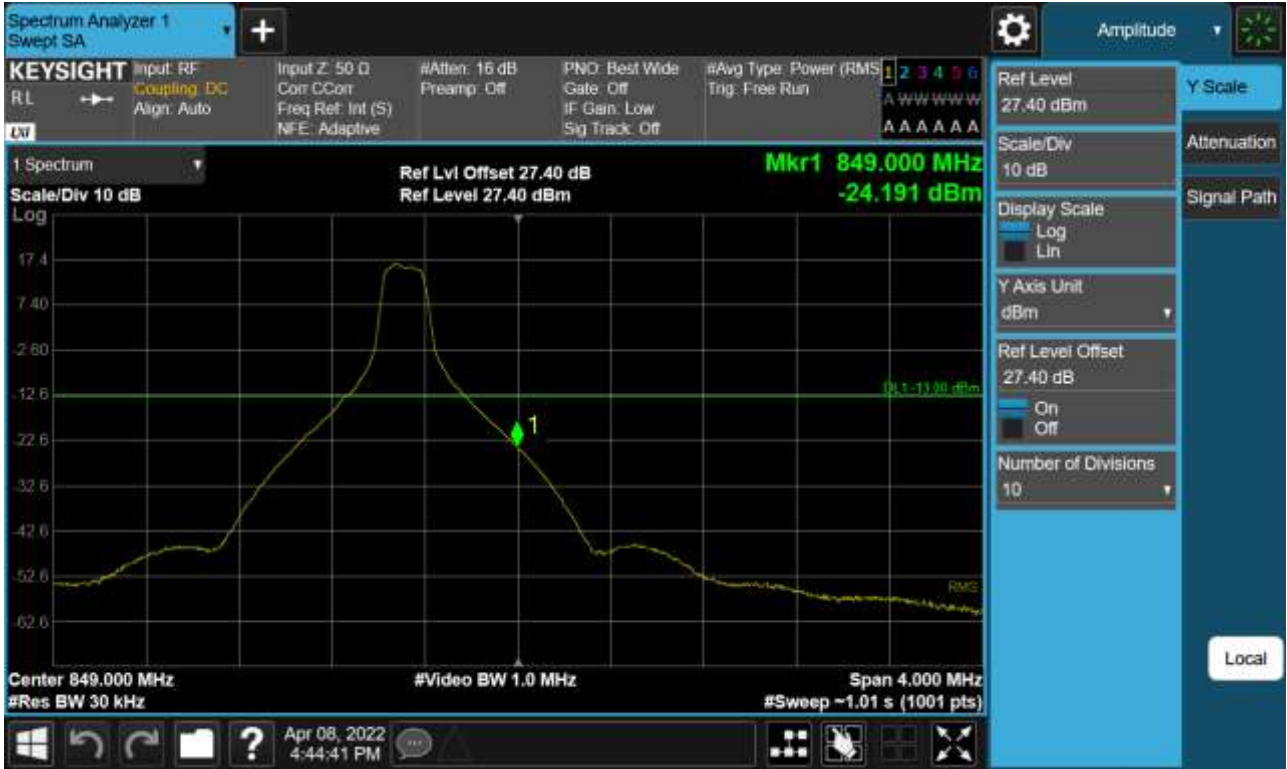 Spectrum Analyzer 1
Swept SA
+
Amplitude
KEYSIGHT
RL
LXI
Input: RF
Coupling: DC
Align: Auto
Input Z: 50 Ω
Corr CCorr
Freq Ref: Int (S)
NFE: Adaptive
#Atten: 16 dB
Preamp: Off
PNO: Best Wide
Gate: Off
IF Gain: Low
Sig Track: Off
#Avg Type: Power (RMS
Trig: Free Run
1 2 3 4 5 6
A W W W W W
A A A A A A
1 Spectrum
Scale/Div 10 dB
Ref Lvl Offset 27.40 dB
Ref Level 27.40 dBm
Mkr1 849.000 MHz
-24.191 dBm
Log
17.4
7.40
-2.60
-12.6
-22.6
-32.6
-42.6
-52.6
-62.6
DL1 -13.00 dBm
1
RMS
Center 849.000 MHz
#Res BW 30 kHz
#Video BW 1.0 MHz
Span 4.000 MHz
#Sweep ~1.01 s (1001 pts)
Ref Level
27.40 dBm
Scale/Div
10 dB
Display Scale
Log
Lin
Y Axis Unit
dBm
Ref Level Offset
27.40 dB
On
Off
Number of Divisions
10
Y Scale
Attenuation
Signal Path
Local
?
Apr 08, 2022
4:44:41 PM